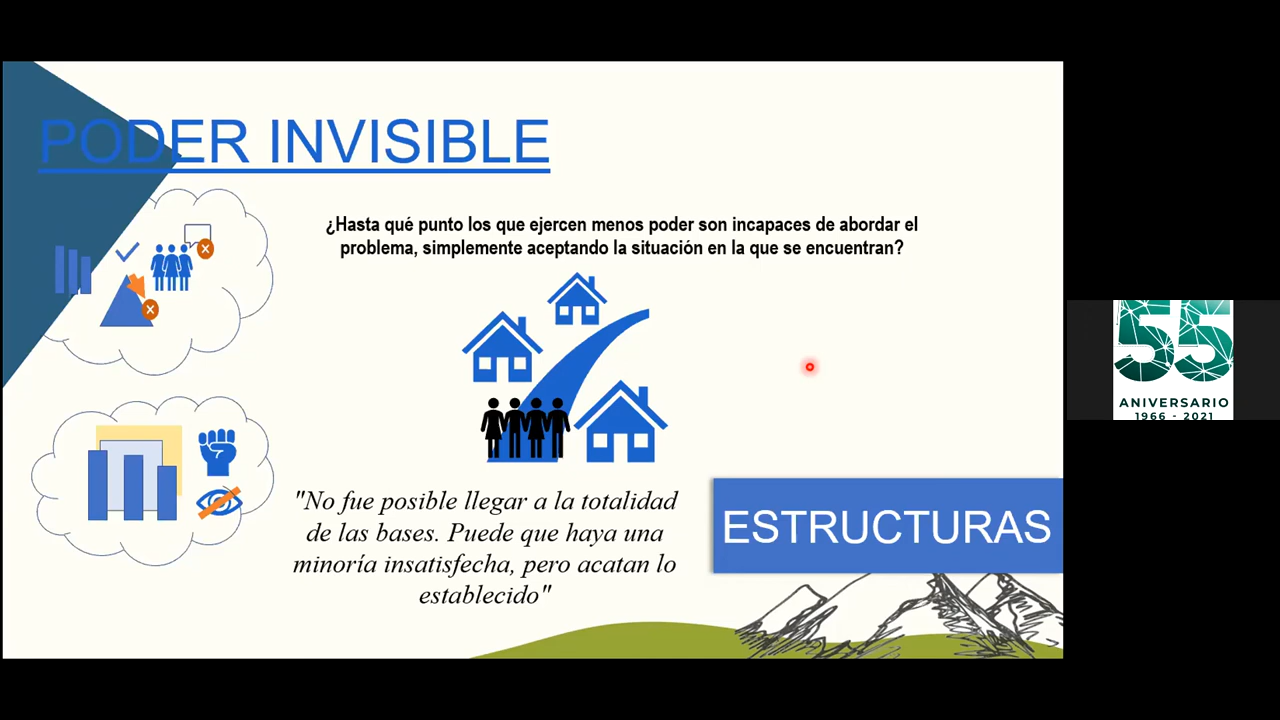 PODER INVISIBLE
¿Hasta qué punto los que ejercen menos poder son incapaces de abordar el
problema, simplemente aceptando la situación en la que se encuentran?
"No fue posible llegar a la totalidad
de las bases. Puede que haya una
minoría insatisfecha, pero acatan lo
establecido"
ESTRUCTURAS
55
ANIVERSARIO
1966 - 2021